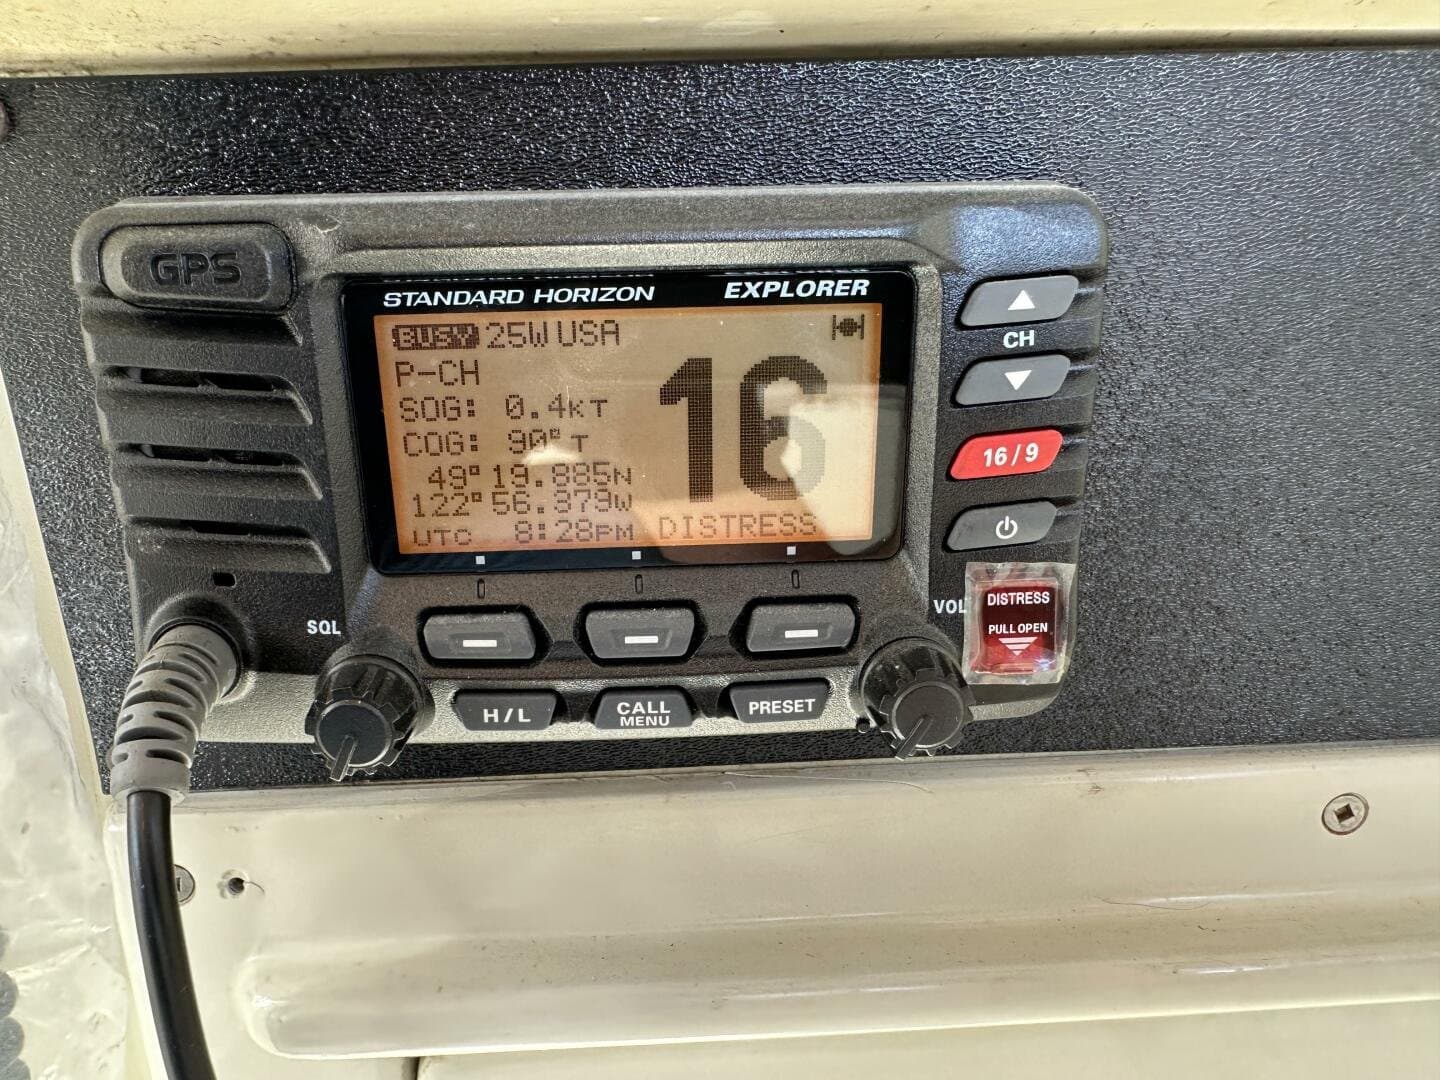 GPS
STANDARD HORIZON EXPLORER
BUSY 25W USA
P-CH
16
SOG: 0.4KT
COG: 90°T
49°19.885N
122°56.879W
UTC 8:28PM DISTRESS
CH
16/9
SQL
VOL
DISTRESS
PULL OPEN
H/L
CALL
MENU
PRESET